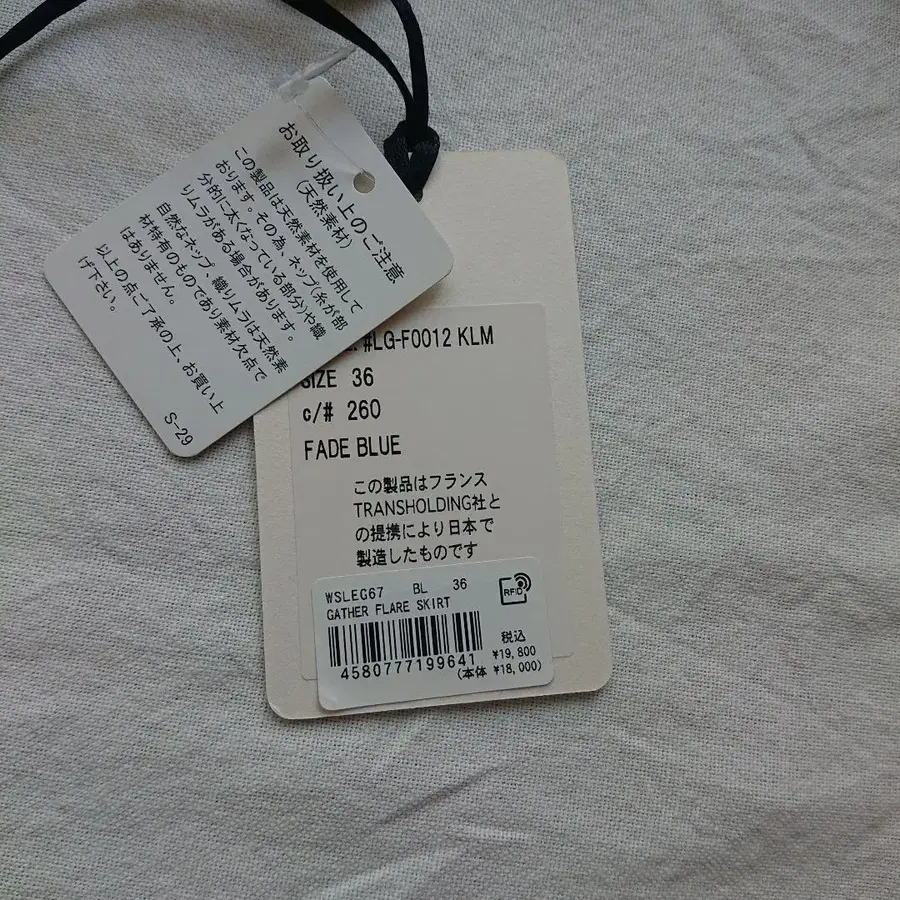 お取り扱い上のご注意
(天然素材)
この製品は天然素材を使用して
おります。その為、ネップ(糸が部
分的に太くなっている部分)や織
りムラがある場合があります。
自然なネップ、織りムラは天然素
材特有のものであり素材欠点で
はありません。
以上の点ご了承の上、お買い上
げ下さい。
S-29
#LG-F0012 KLM
SIZE 36
c/# 260
FADE BLUE
この製品はフランス
TRANSHOLDING社と
の提携により日本で
製造したものです
WSLEG67 BL 36
GATHER FLARE SKIRT
RFID
4580777199641
税込
¥19,800
(本体 ¥18,000)